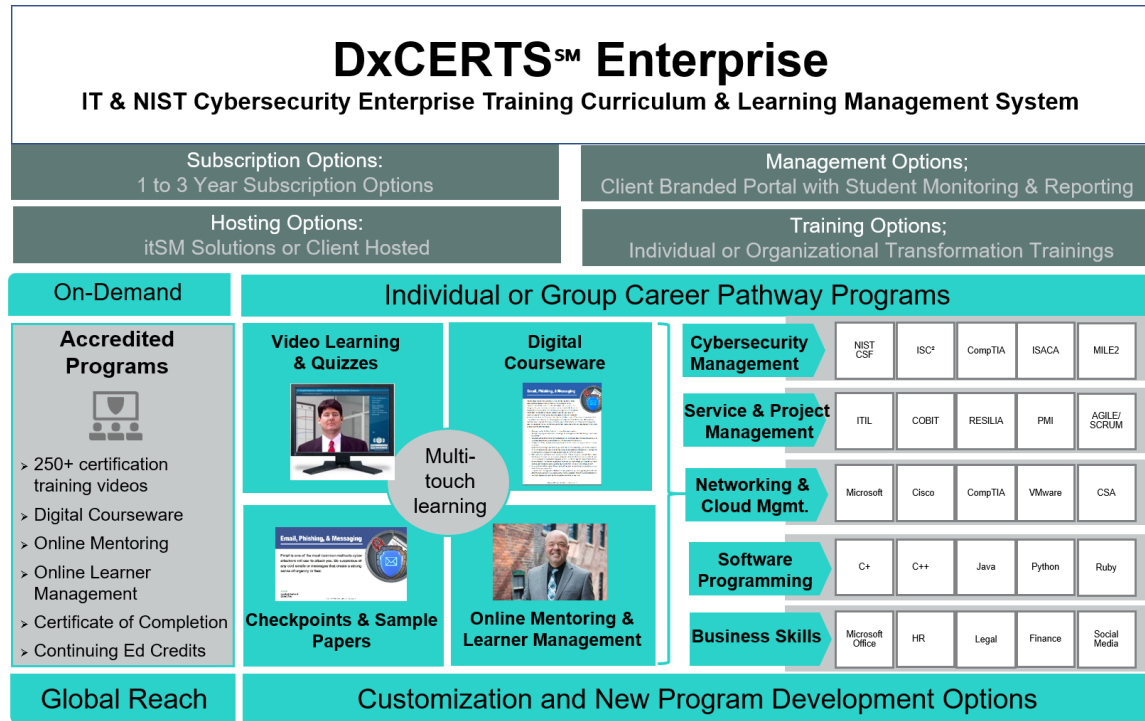 DxCERTS℠ Enterprise
IT & NIST Cybersecurity Enterprise Training Curriculum & Learning Management System
Subscription Options:
1 to 3 Year Subscription Options
Management Options;
Client Branded Portal with Student Monitoring & Reporting
Hosting Options:
itSM Solutions or Client Hosted
Training Options;
Individual or Organizational Transformation Trainings
On-Demand
Individual or Group Career Pathway Programs
Accredited
Programs
➢ 250+ certification
training videos
➢ Digital Courseware
➢ Online Mentoring
➢ Online Learner
Management
➢ Certificate of Completion
➢ Continuing Ed Credits
Video Learning
& Quizzes
Digital
Courseware
Email, Phishing, & Messaging
Multi-
touch
learning
Email, Phishing, & Messaging
Checkpoints & Sample
Papers
Online Mentoring &
Learner Management
Cybersecurity
Management
NIST
CSF
ISC²
CompTIA
ISACA
MILE2
Service & Project
Management
ITIL
COBIT
RESILIA
PMI
AGILE/
SCRUM
Networking &
Cloud Mgmt.
Microsoft
Cisco
CompTIA
VMware
CSA
Software
Programming
C+
C++
Java
Python
Ruby
Business Skills
Microsoft
Office
HR
Legal
Finance
Social
Media
Global Reach
Customization and New Program Development Options